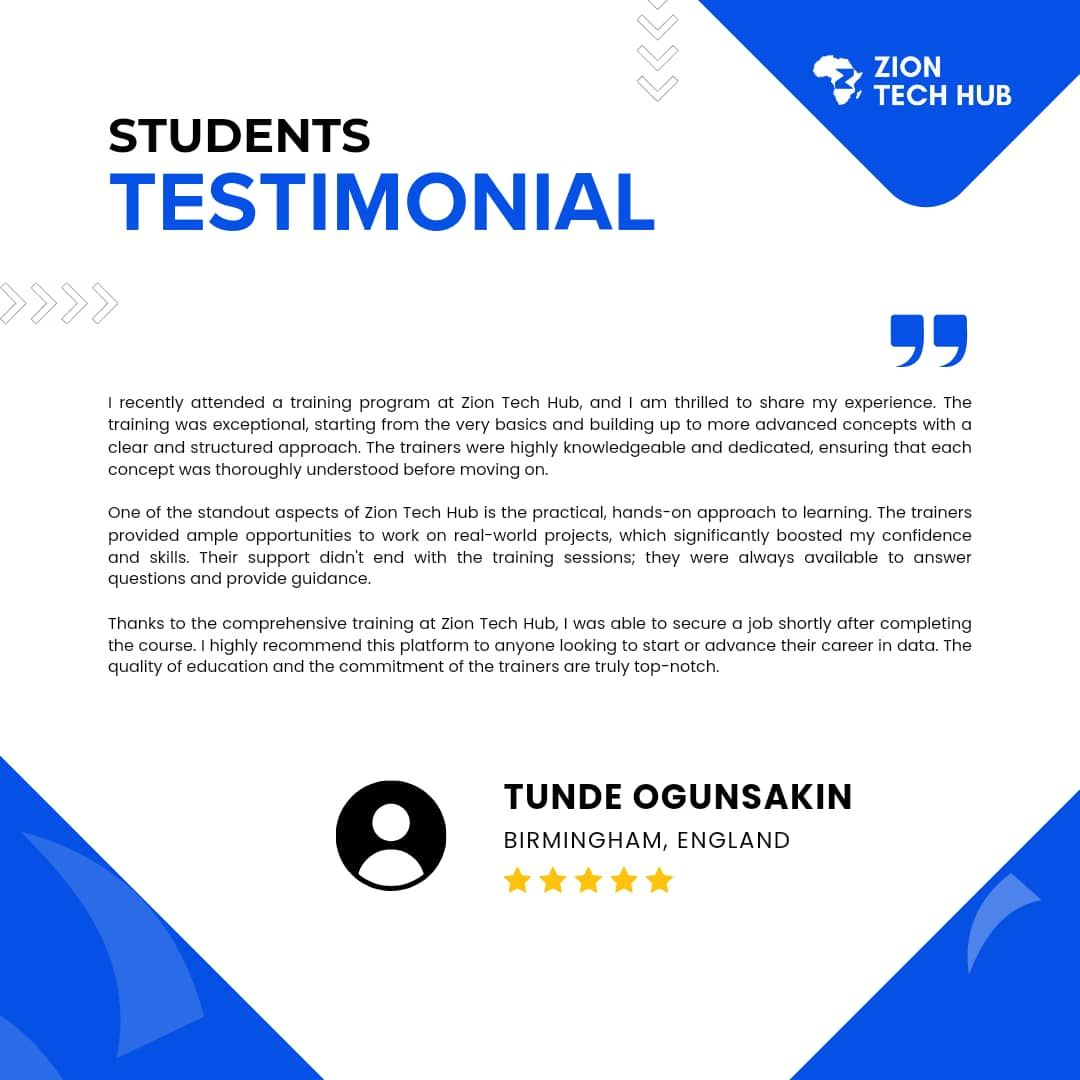 ZION
TECH HUB
STUDENTS
TESTIMONIAL
I recently attended a training program at Zion Tech Hub, and I am thrilled to share my experience. The
training was exceptional, starting from the very basics and building up to more advanced concepts with a
clear and structured approach. The trainers were highly knowledgeable and dedicated, ensuring that each
concept was thoroughly understood before moving on.
One of the standout aspects of Zion Tech Hub is the practical, hands-on approach to learning. The trainers
provided ample opportunities to work on real-world projects, which significantly boosted my confidence
and skills. Their support didn't end with the training sessions; they were always available to answer
questions and provide guidance.
Thanks to the comprehensive training at Zion Tech Hub, I was able to secure a job shortly after completing
the course. I highly recommend this platform to anyone looking to start or advance their career in data. The
quality of education and the commitment of the trainers are truly top-notch.
TUNDE OGUNSAKIN
BIRMINGHAM, ENGLAND